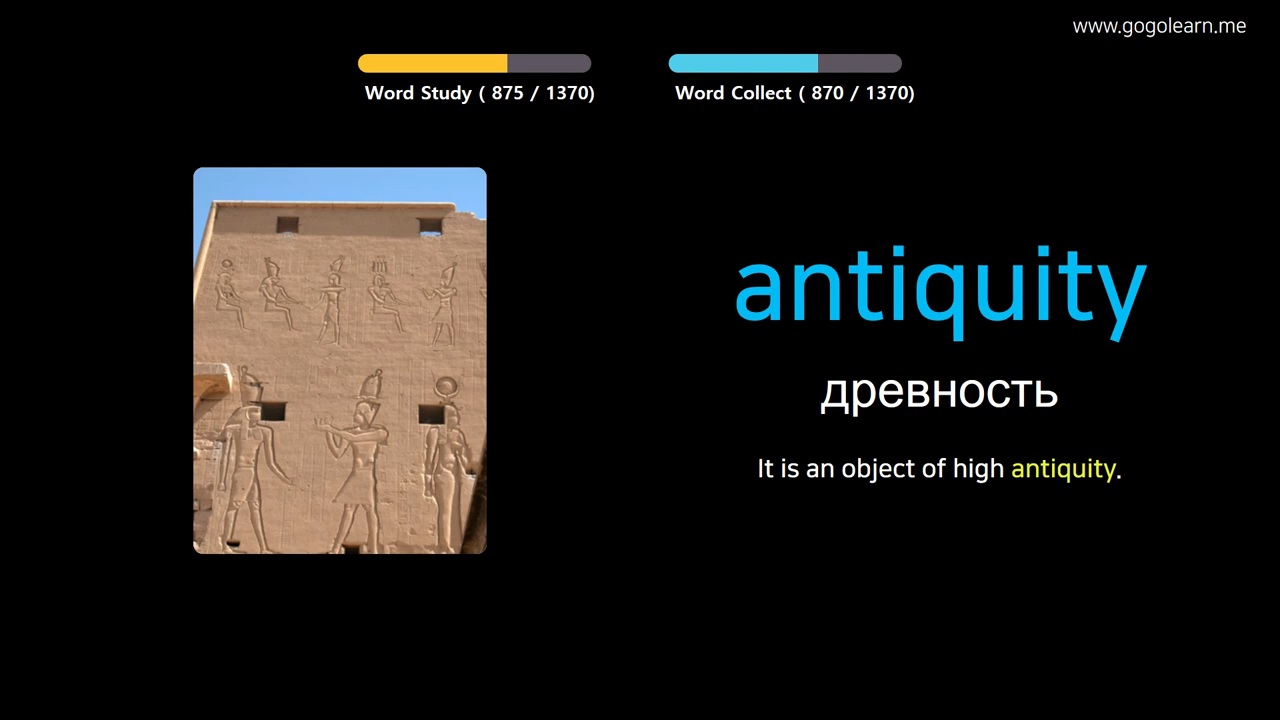 www.gogolearn.me
Word Study ( 875 / 1370)
Word Collect ( 870 / 1370)
antiquity
древность
It is an object of high antiquity.